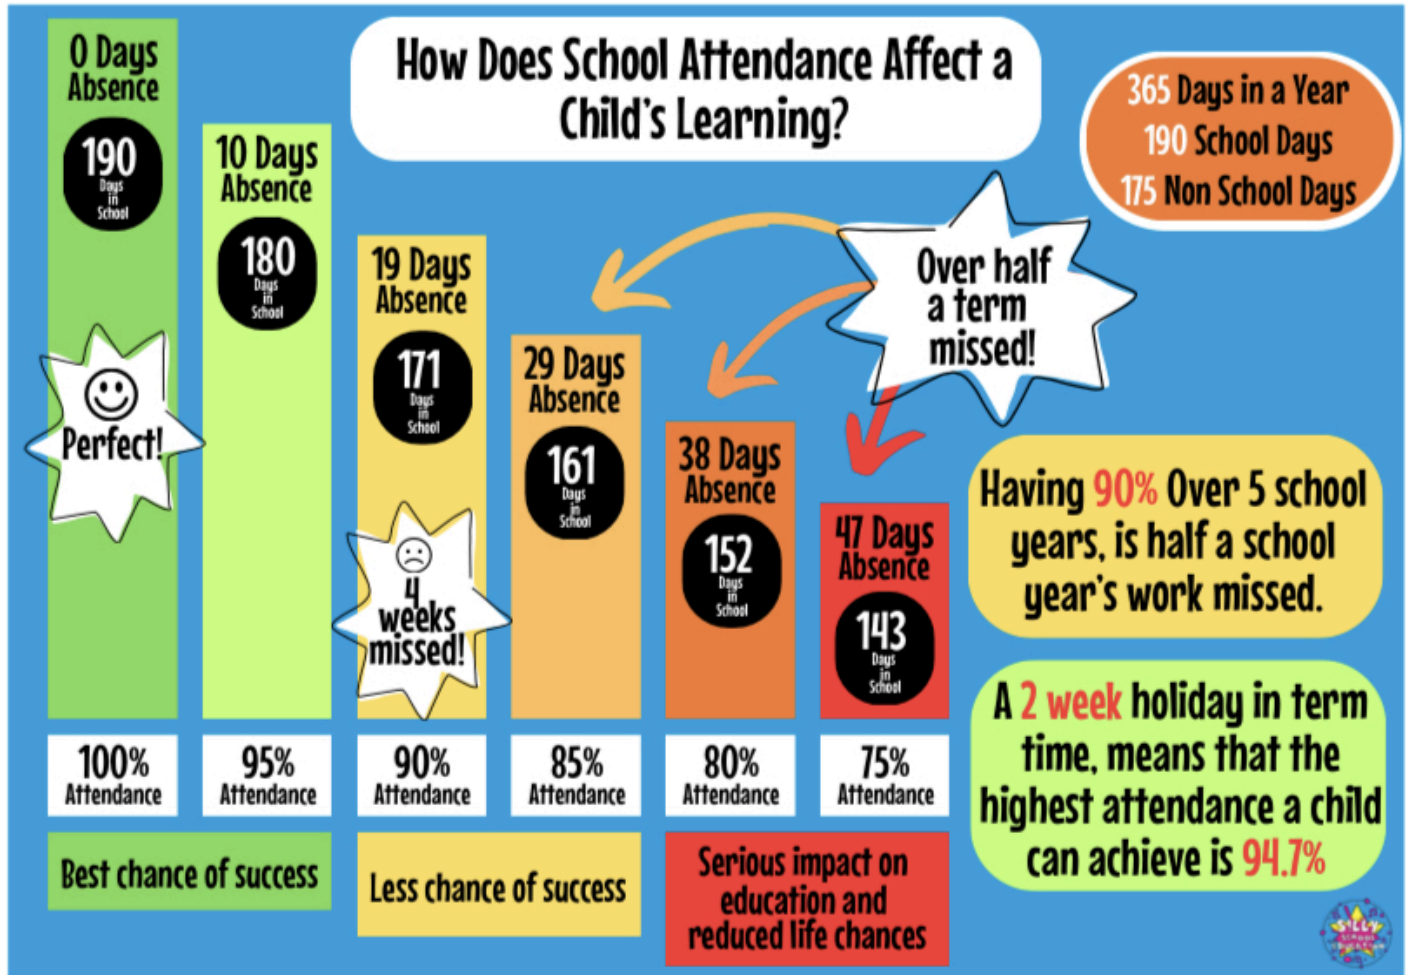 How Does School Attendance Affect a
Child's Learning?
365 Days in a Year
190 School Days
175 Non School Days
0 Days
Absence
190
Days
in
School
Perfect!
100%
Attendance
10 Days
Absence
180
Days
in
School
95%
Attendance
19 Days
Absence
171
Days
in
School
4
weeks
missed!
90%
Attendance
29 Days
Absence
161
Days
in
School
85%
Attendance
38 Days
Absence
152
Days
in
School
80%
Attendance
47 Days
Absence
143
Days
in
School
75%
Attendance
Over half
a term
missed!
Best chance of success
Less chance of success
Serious impact on
education and
reduced life chances
Having 90% Over 5 school
years, is half a school
year's work missed.
A 2 week holiday in term
time, means that the
highest attendance a child
can achieve is 94.7%
SILLY
SCHOOL
EDUCATION